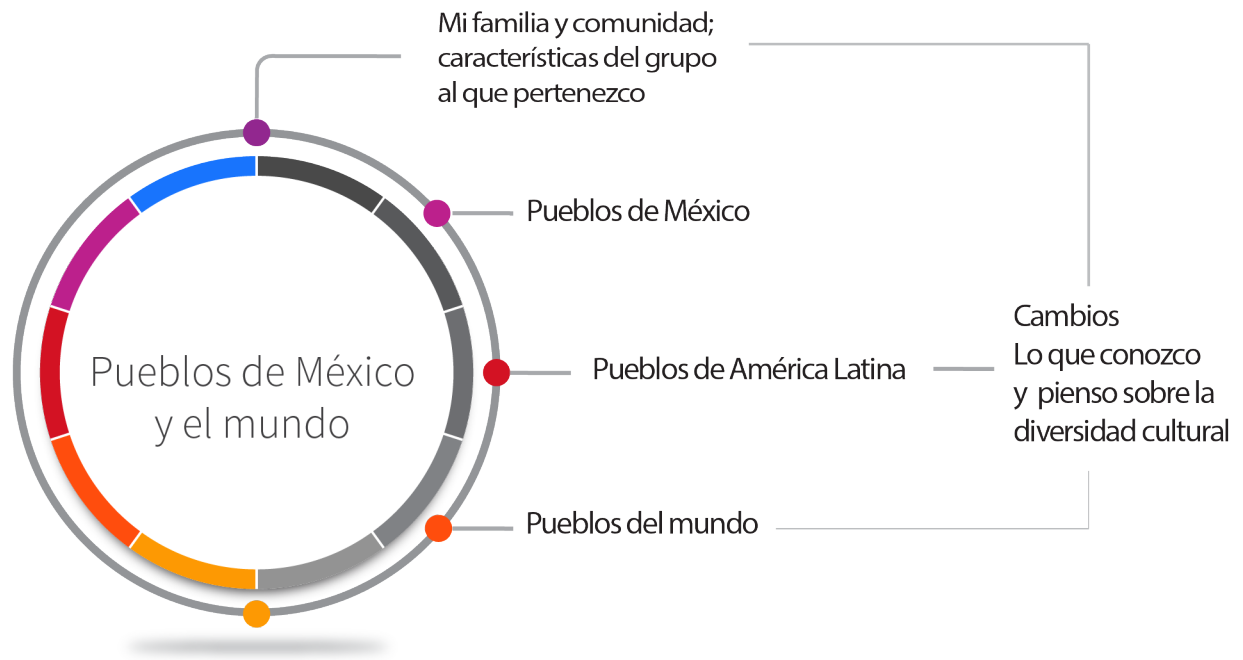 Mi familia y comunidad;
características del grupo
al que pertenezco
Pueblos de México
Pueblos de América Latina
Pueblos del mundo
Cambios
Lo que conozco
y pienso sobre la
diversidad cultural
Pueblos de México
y el mundo